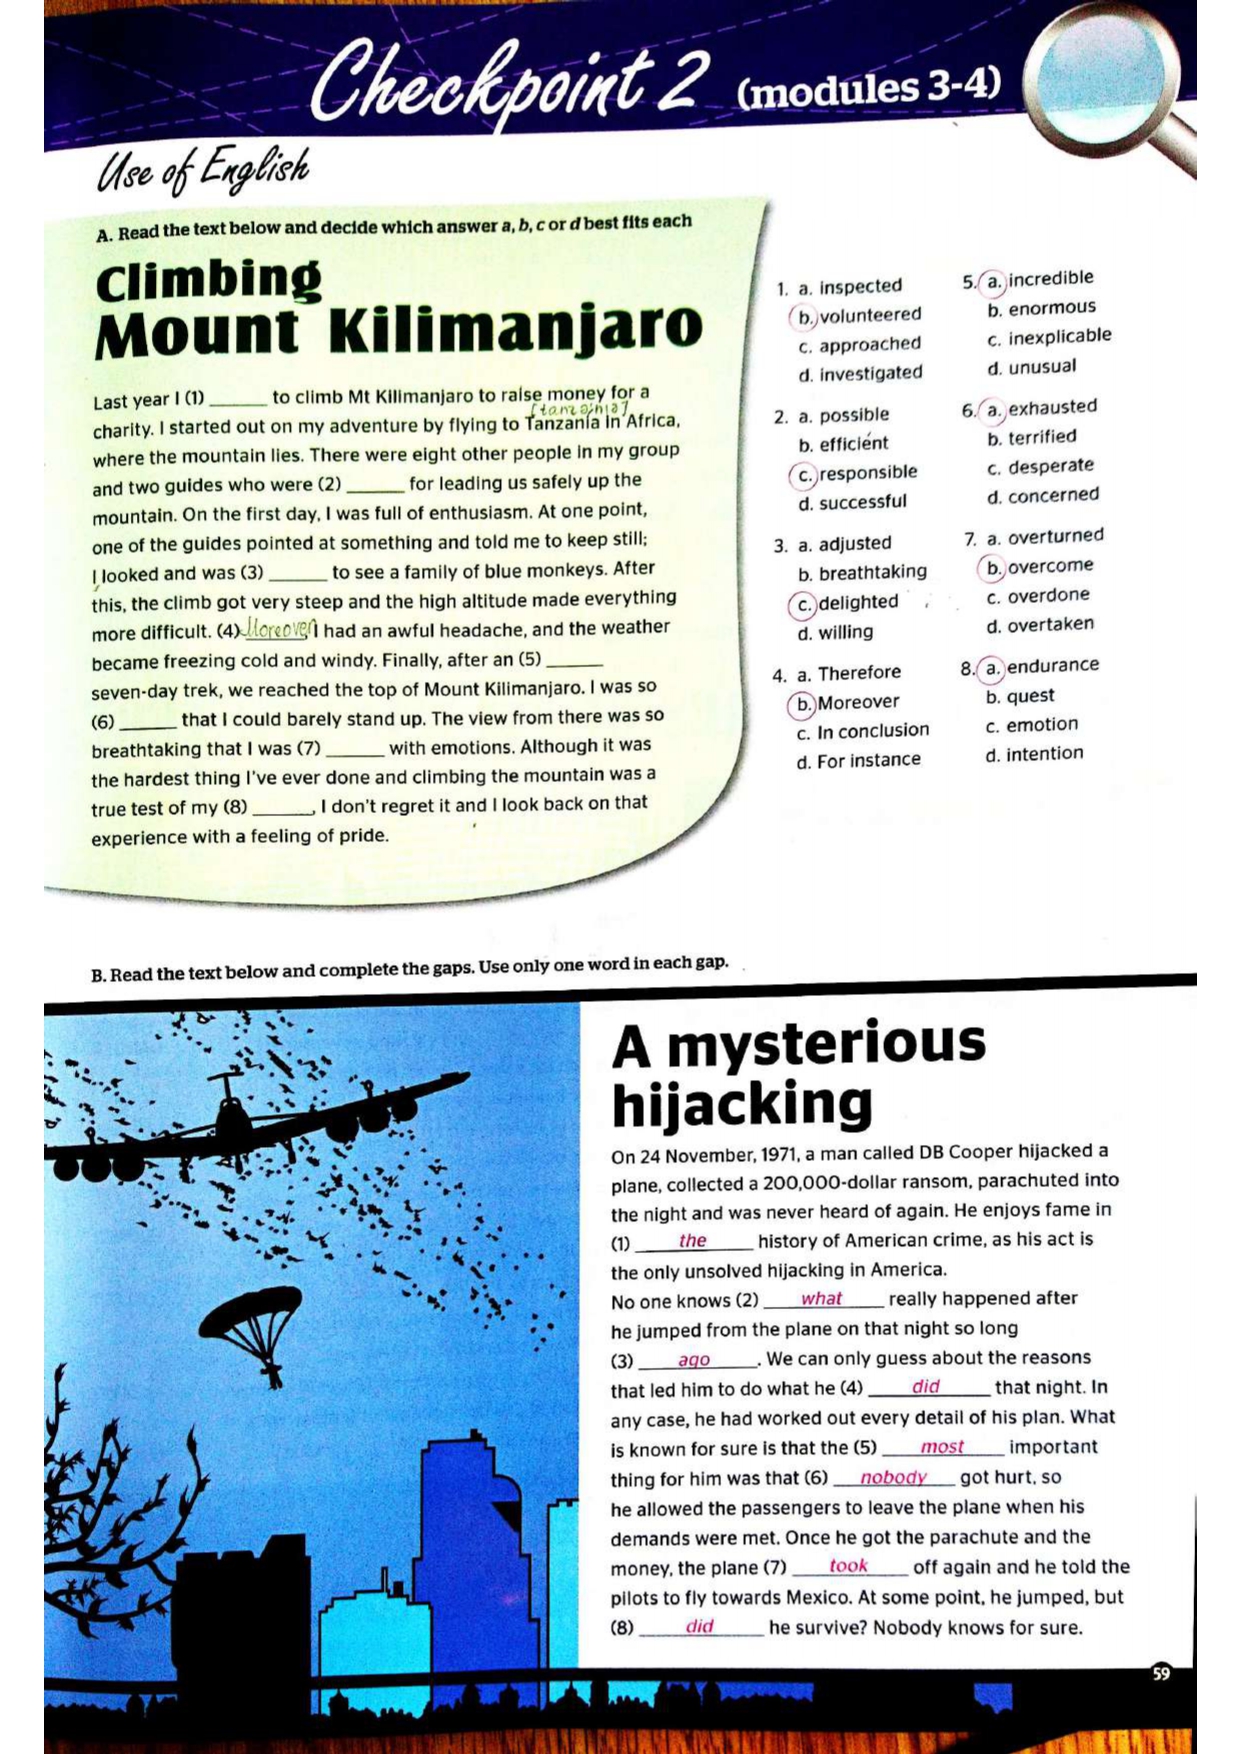 Checkpoint 2 (modules 3-4)
Use of English
A. Read the text below and decide which answer a, b, c or d best fits each
Climbing
Mount Kilimanjaro
Last year I (1) ______ to climb Mt Kilimanjaro to raise money for a
charity. I started out on my adventure by flying to Tanzania in Africa,
where the mountain lies. There were eight other people in my group
and two guides who were (2) ______ for leading us safely up the
mountain. On the first day, I was full of enthusiasm. At one point,
one of the guides pointed at something and told me to keep still;
I looked and was (3) ______ to see a family of blue monkeys. After
this, the climb got very steep and the high altitude made everything
more difficult. (4) Moreover I had an awful headache, and the weather
became freezing cold and windy. Finally, after an (5) ______
seven-day trek, we reached the top of Mount Kilimanjaro. I was so
(6) ______ that I could barely stand up. The view from there was so
breathtaking that I was (7) ______ with emotions. Although it was
the hardest thing I've ever done and climbing the mountain was a
true test of my (8) ______, I don't regret it and I look back on that
experience with a feeling of pride.
1. a. inspected
b. volunteered
c. approached
d. investigated
2. a. possible
b. efficient
c. responsible
d. successful
3. a. adjusted
b. breathtaking
c. delighted
d. willing
4. a. Therefore
b. Moreover
c. In conclusion
d. For instance
5. a. incredible
b. enormous
c. inexplicable
d. unusual
6. a. exhausted
b. terrified
c. desperate
d. concerned
7. a. overturned
b. overcome
c. overdone
d. overtaken
8. a. endurance
b. quest
c. emotion
d. intention
B. Read the text below and complete the gaps. Use only one word in each gap.
A mysterious
hijacking
On 24 November, 1971, a man called DB Cooper hijacked a
plane, collected a 200,000-dollar ransom, parachuted into
the night and was never heard of again. He enjoys fame in
(1) the history of American crime, as his act is
the only unsolved hijacking in America.
No one knows (2) what really happened after
he jumped from the plane on that night so long
(3) ago. We can only guess about the reasons
that led him to do what he (4) did that night. In
any case, he had worked out every detail of his plan. What
is known for sure is that the (5) most important
thing for him was that (6) nobody got hurt, so
he allowed the passengers to leave the plane when his
demands were met. Once he got the parachute and the
money, the plane (7) took off again and he told the
pilots to fly towards Mexico. At some point, he jumped, but
(8) did he survive? Nobody knows for sure.
59